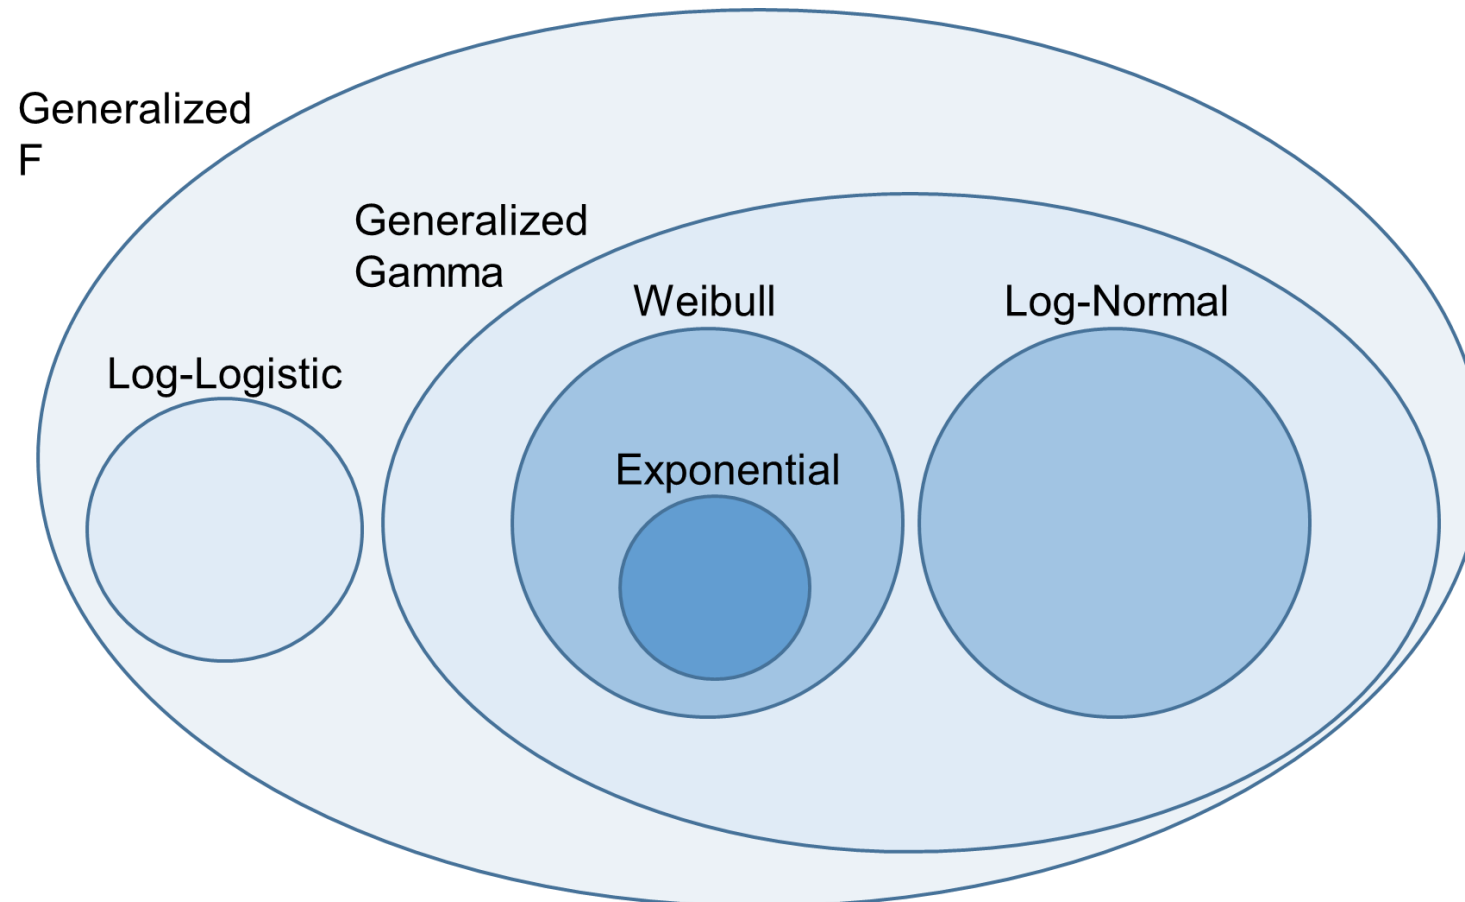 Generalized
F
Generalized
Gamma
Weibull
Log-Normal
Log-Logistic
Exponential